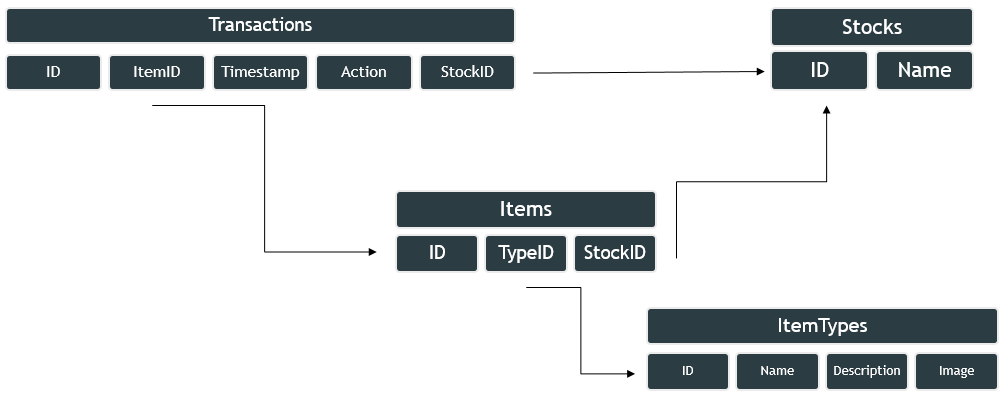 Transactions
ID ItemID Timestamp Action StockID
Stocks
ID Name
Items
ID TypeID StockID
ItemTypes
ID Name Description Image